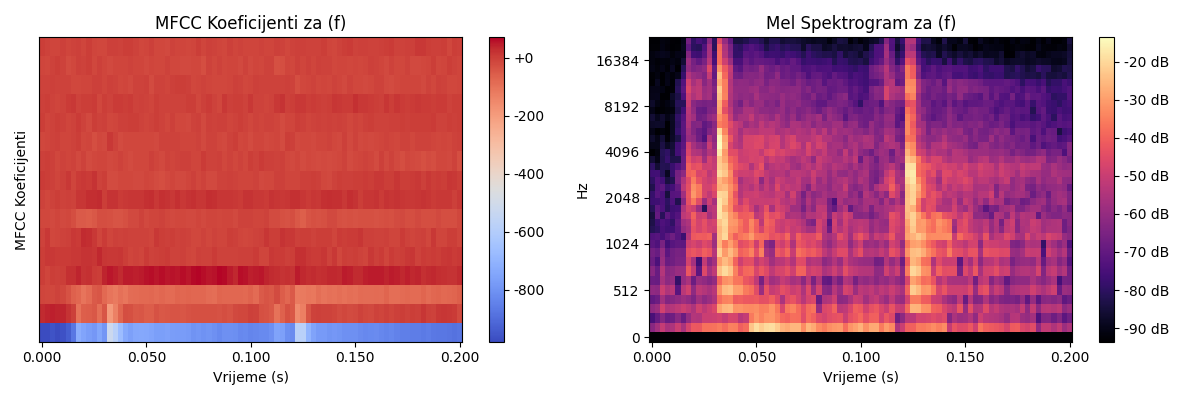 MFCC Koeficijenti za (f)
MFCC Koeficijenti
+0
-200
-400
-600
-800
0.000 0.050 0.100 0.150 0.200
Vrijeme (s)
Mel Spektrogram za (f)
Hz
16384
8192
4096
2048
1024
512
0
0.000 0.050 0.100 0.150 0.200
Vrijeme (s)
-20 dB
-30 dB
-40 dB
-50 dB
-60 dB
-70 dB
-80 dB
-90 dB